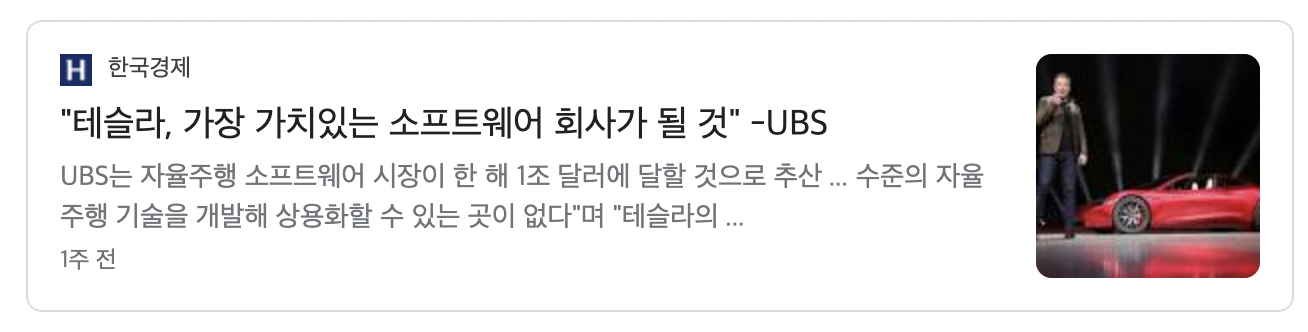 H 한국경제
"테슬라, 가장 가치있는 소프트웨어 회사가 될 것" -UBS
UBS는 자율주행 소프트웨어 시장이 한 해 1조 달러에 달할 것으로 추산 ... 수준의 자율
주행 기술을 개발해 상용화할 수 있는 곳이 없다"며 "테슬라의 ...
1주 전